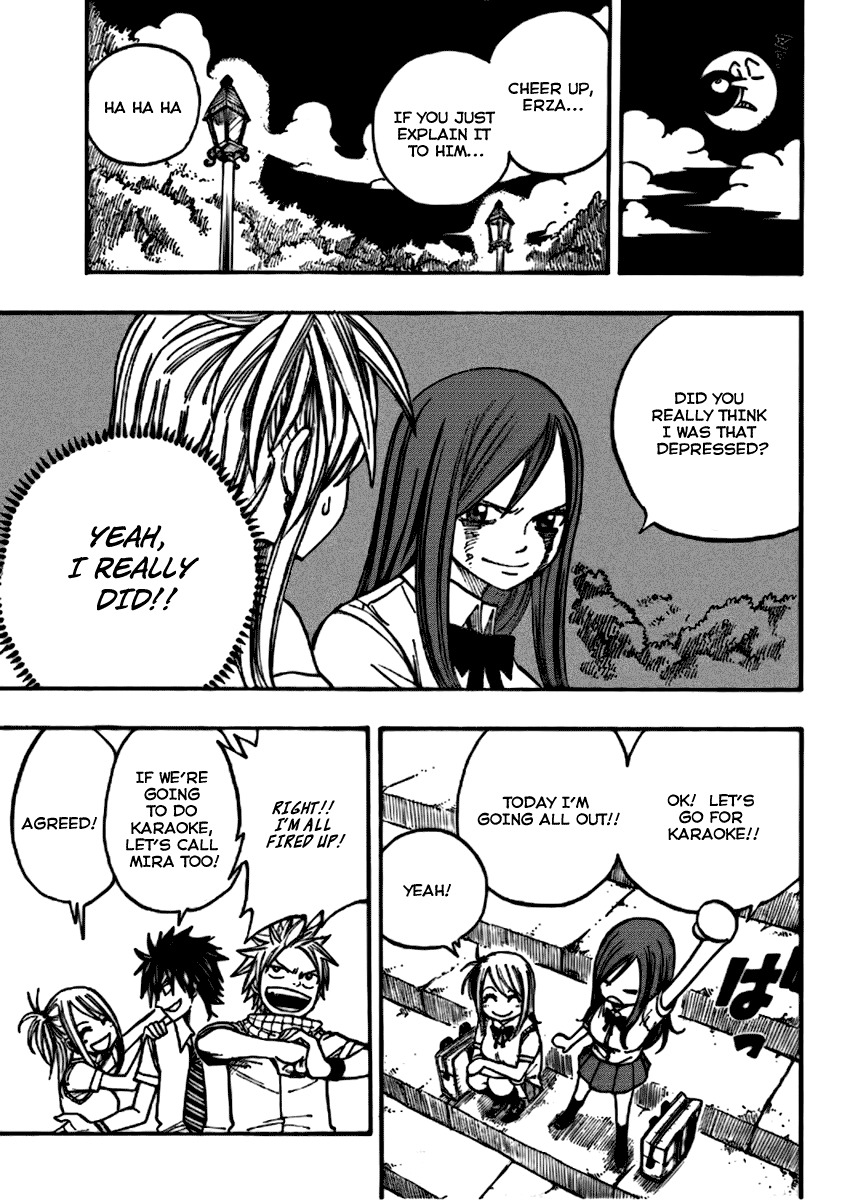 CHEER UP,
ERZA...
IF YOU JUST
EXPLAIN IT
TO HIM...
HA HA HA
DID YOU
REALLY THINK
I WAS THAT
DEPRESSED?
YEAH,
I REALLY
DID!!
OK! LET'S
GO FOR
KARAOKE!!
TODAY I'M
GOING ALL OUT!!
YEAH!
ばっ
RIGHT!!
I'M ALL
FIRED UP!
IF WE'RE
GOING
TO DO
KARAOKE,
LET'S CALL
MIRA TOO!
AGREED!